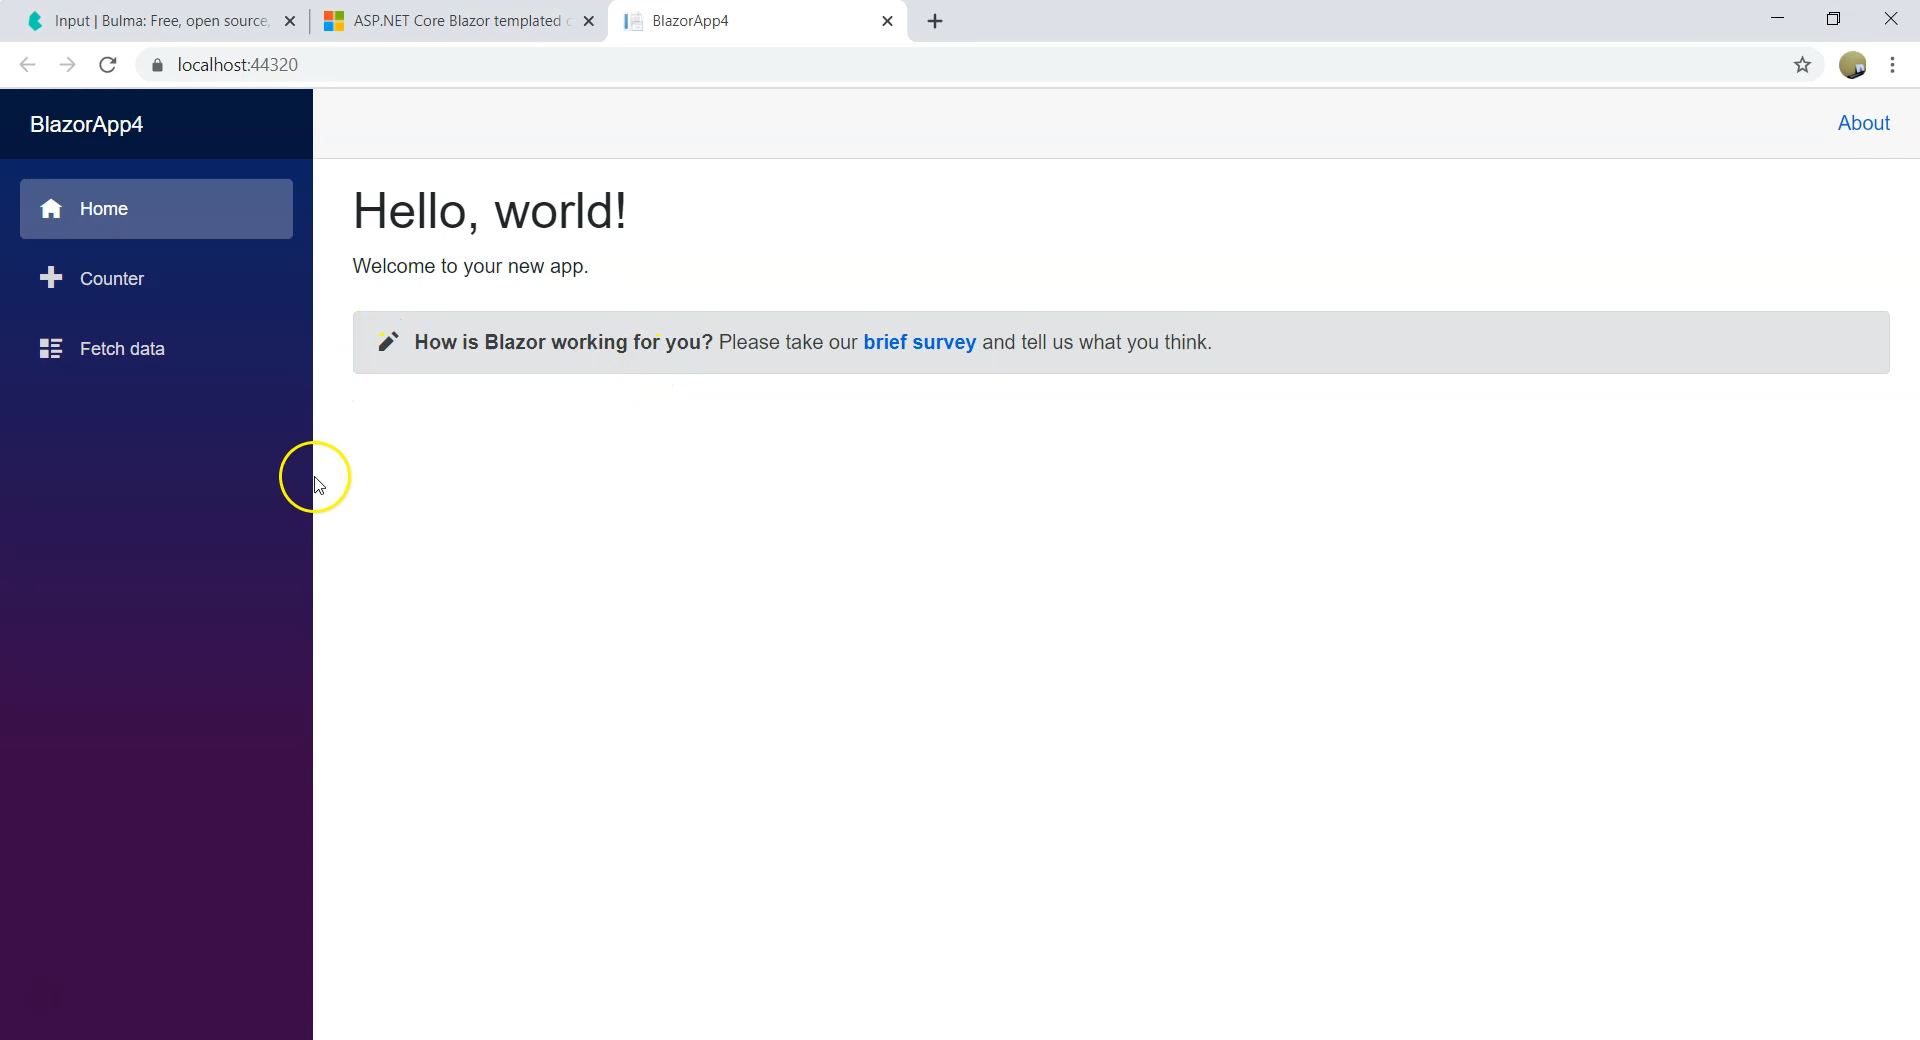 Input | Bulma: Free, open source,
ASP.NET Core Blazor templated
BlazorApp4
localhost:44320
BlazorApp4
About
Home
Counter
Fetch data
Hello, world!
Welcome to your new app.
How is Blazor working for you? Please take our brief survey and tell us what you think.